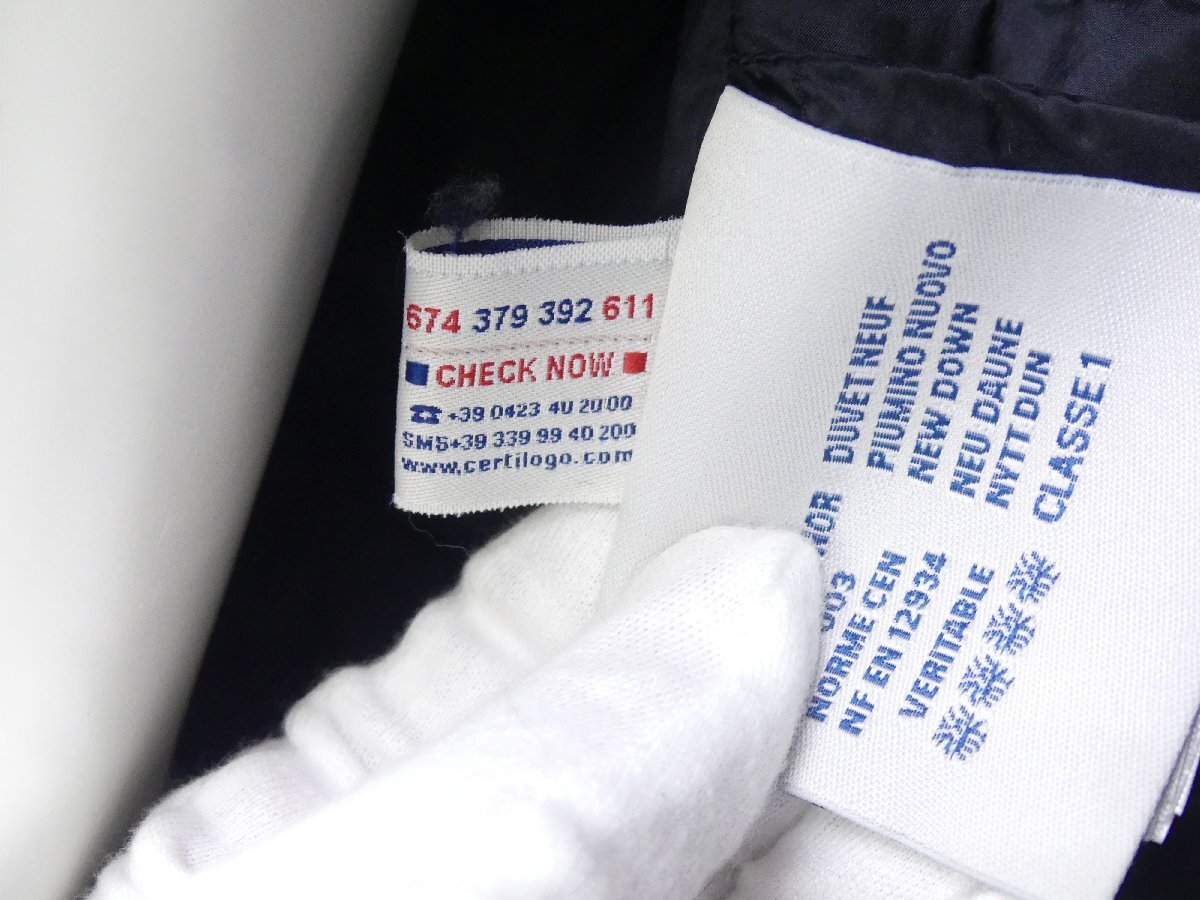 674 379 392 611
CHECK NOW
☎ +39 0423 40 20 00
SMS+39 339 99 40 200
www.certilogo.com
DUVET NEUF
PIUMINO NUOVO
NEW DOWN
NEU DAUNE
NYTT DUN
CLASSE 1
NORME CEN
NF EN 12934
VERITABLE